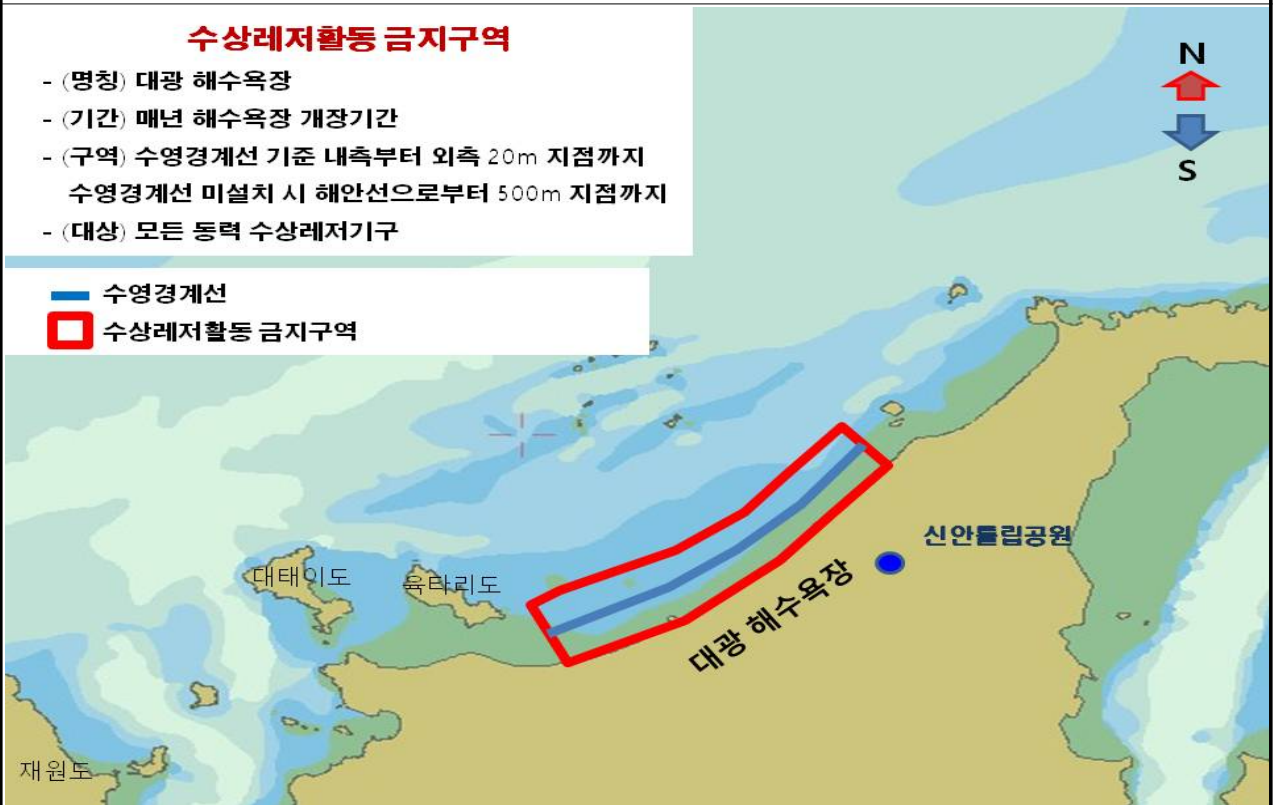 수상레저활동 금지구역
- (명칭) 대광 해수욕장
- (기간) 매년 해수욕장 개장기간
- (구역) 수영경계선 기준 내측부터 외측 20m 지점까지
수영경계선 미설치 시 해안선으로부터 500m 지점까지
- (대상) 모든 동력 수상레저기구
N
S
수영경계선
수상레저활동 금지구역
신안튤립공원
대태이도
육타리도
대광 해수욕장
재원도